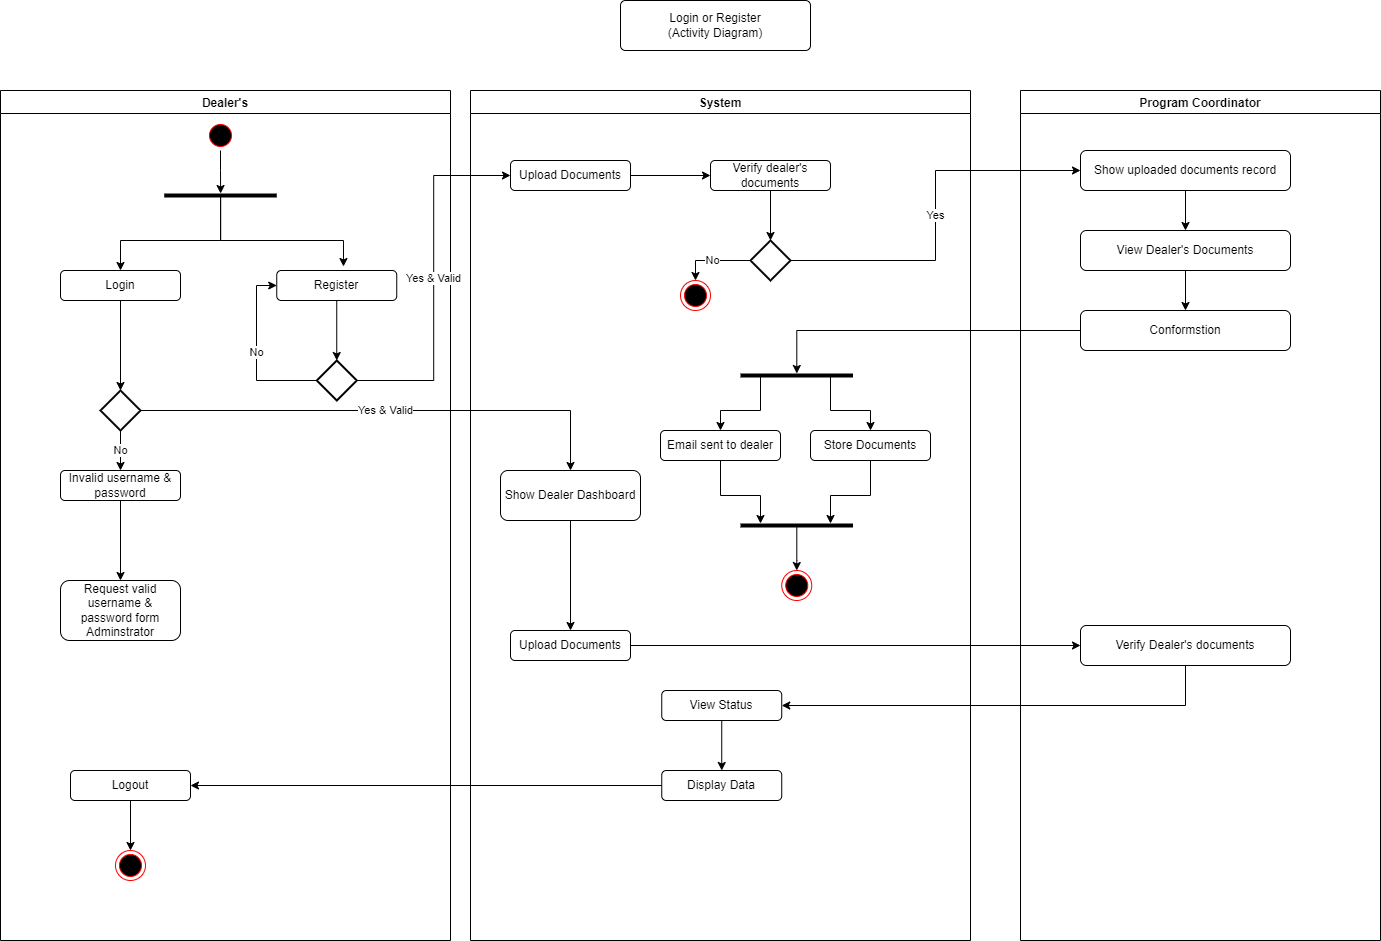 Login or Register
(Activity Diagram)
Dealer's
System
Program Coordinator
Upload Documents
Verify dealer's
documents
Show uploaded documents record
Yes
View Dealer's Documents
No
Login
Register
Yes & Valid
Conformstion
No
Yes & Valid
Email sent to dealer
Store Documents
No
Invalid username &
password
Show Dealer Dashboard
Request valid
username &
password form
Adminstrator
Upload Documents
Verify Dealer's documents
View Status
Logout
Display Data